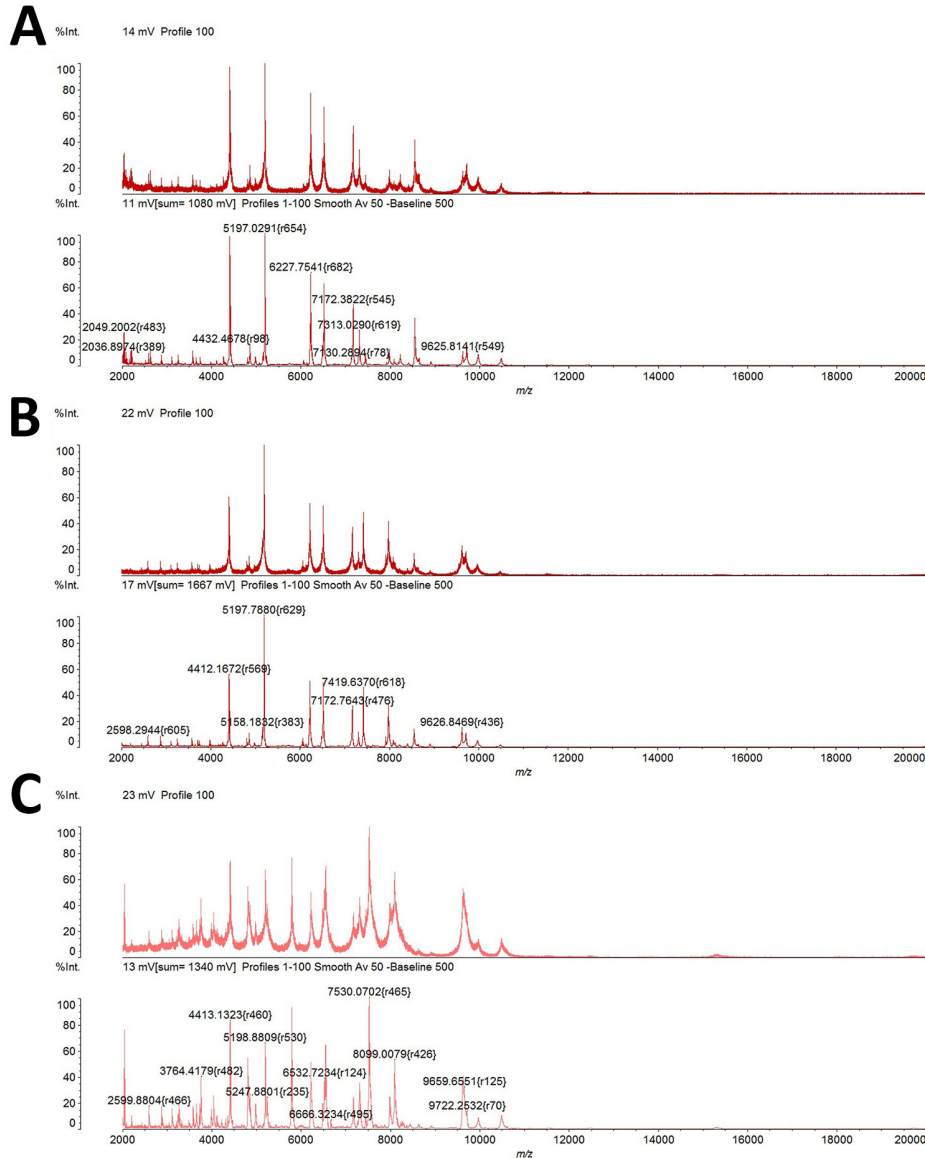 A
%Int. 14 mV Profile 100
100
80
60
40
20
0
%Int. 11 mV[sum= 1080 mV] Profiles 1-100 Smooth Av 50 -Baseline 500
5197.0291{r654}
100
80
6227.7541{r682}
60
7172.3822{r545}
40
2049.2002{r483} 7313.0290{r619}
20
2036.8974{r389} 4432.4678{r98} 7130.2894{r78} 9625.8141{r549}
0
2000 4000 6000 8000 10000 12000 14000 16000 18000 20000
m/z
B
%Int. 22 mV Profile 100
100
80
60
40
20
0
%Int. 17 mV[sum= 1667 mV] Profiles 1-100 Smooth Av 50 -Baseline 500
5197.7880{r629}
100
80
60
4412.1672{r569} 7419.6370{r618}
40
7172.7643{r476}
20
2598.2944{r605} 5158.1832{r383} 9626.8469{r436}
0
2000 4000 6000 8000 10000 12000 14000 16000 18000 20000
m/z
C
%Int. 23 mV Profile 100
100
80
60
40
20
0
%Int. 13 mV[sum= 1340 mV] Profiles 1-100 Smooth Av 50 -Baseline 500
7530.0702{r465}
100
4413.1323{r460}
80
5198.8809{r530}
60
8099.0079{r426}
3764.4179{r482} 6532.7234{r124}
40
9659.6551{r125}
5247.8801{r235}
20
2599.8804{r466} 6666.3234{r495} 9722.2532{r70}
0
2000 4000 6000 8000 10000 12000 14000 16000 18000 20000
m/z